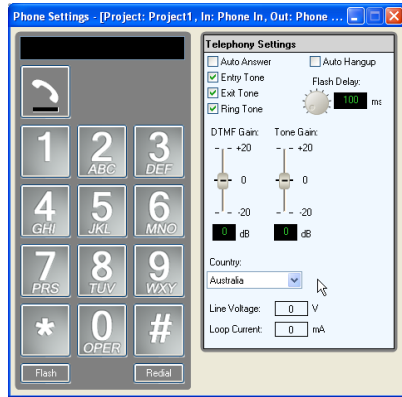 Phone Settings - [Project: Project1, In: Phone In, Out: Phone ...
Telephony Settings
Auto Answer
Auto Hangup
Entry Tone
Exit Tone
Ring Tone
Flash Delay:
100 ms
DTMF Gain:
Tone Gain:
+20
+20
0
0
-20
-20
0 dB
0 dB
Country:
Australia
Line Voltage: 0 V
Loop Current: 0 mA
1
2 ABC
3 DEF
4 GHI
5 JKL
6 MNO
7 PRS
8 TUV
9 WXY
*
0 OPER
#
Flash
Redial